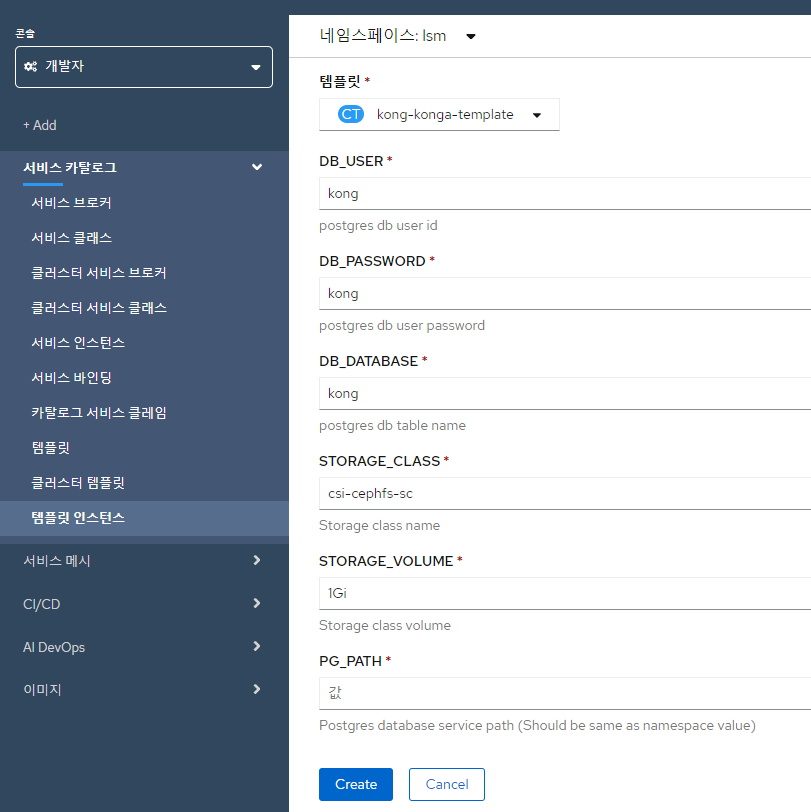 콘솔
개발자
+ Add
서비스 카탈로그
서비스 브로커
서비스 클래스
클러스터 서비스 브로커
클러스터 서비스 클래스
서비스 인스턴스
서비스 바인딩
카탈로그 서비스 클레임
템플릿
클러스터 템플릿
템플릿 인스턴스
서비스 메시
CI/CD
AI DevOps
이미지
네임스페이스: lsm
템플릿 *
CT kong-konga-template
DB_USER *
kong
postgres db user id
DB_PASSWORD *
kong
postgres db user password
DB_DATABASE *
kong
postgres db table name
STORAGE_CLASS *
csi-cephfs-sc
Storage class name
STORAGE_VOLUME *
1Gi
Storage class volume
PG_PATH *
값
Postgres database service path (Should be same as namespace value)
Create Cancel